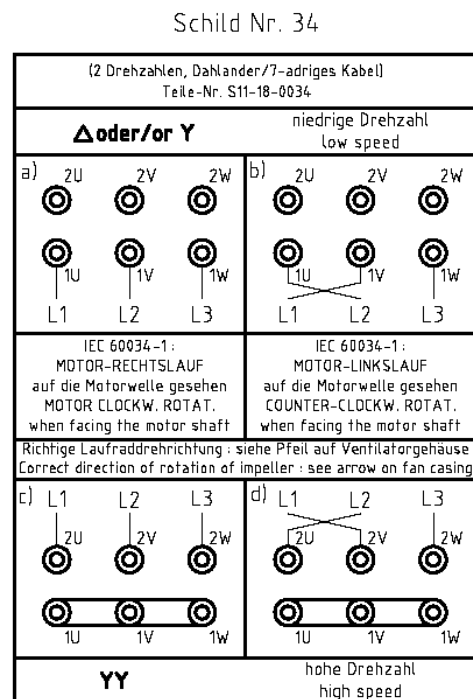 Schild Nr. 34
(2 Drehzahlen, Dahlander/7-adriges Kabel)
Teile-Nr. S11-18-0034
Δ oder/or Y
niedrige Drehzahl
low speed
a)
2U 2V 2W
1U 1V 1W
L1 L2 L3
b)
2U 2V 2W
1U 1V 1W
L1 L2 L3
IEC 60034-1:
MOTOR-RECHTSLAUF
auf die Motorwelle gesehen
MOTOR CLOCKW. ROTAT.
when facing the motor shaft
IEC 60034-1:
MOTOR-LINKSLAUF
auf die Motorwelle gesehen
COUNTER-CLOCKW. ROTAT.
when facing the motor shaft
Richtige Laufraddrehrichtung : siehe Pfeil auf Ventilatorgehäuse
Correct direction of rotation of impeller : see arrow on fan casing
c)
L1 L2 L3
2U 2V 2W
1U 1V 1W
d)
L1 L2 L3
2U 2V 2W
1U 1V 1W
YY
hohe Drehzahl
high speed